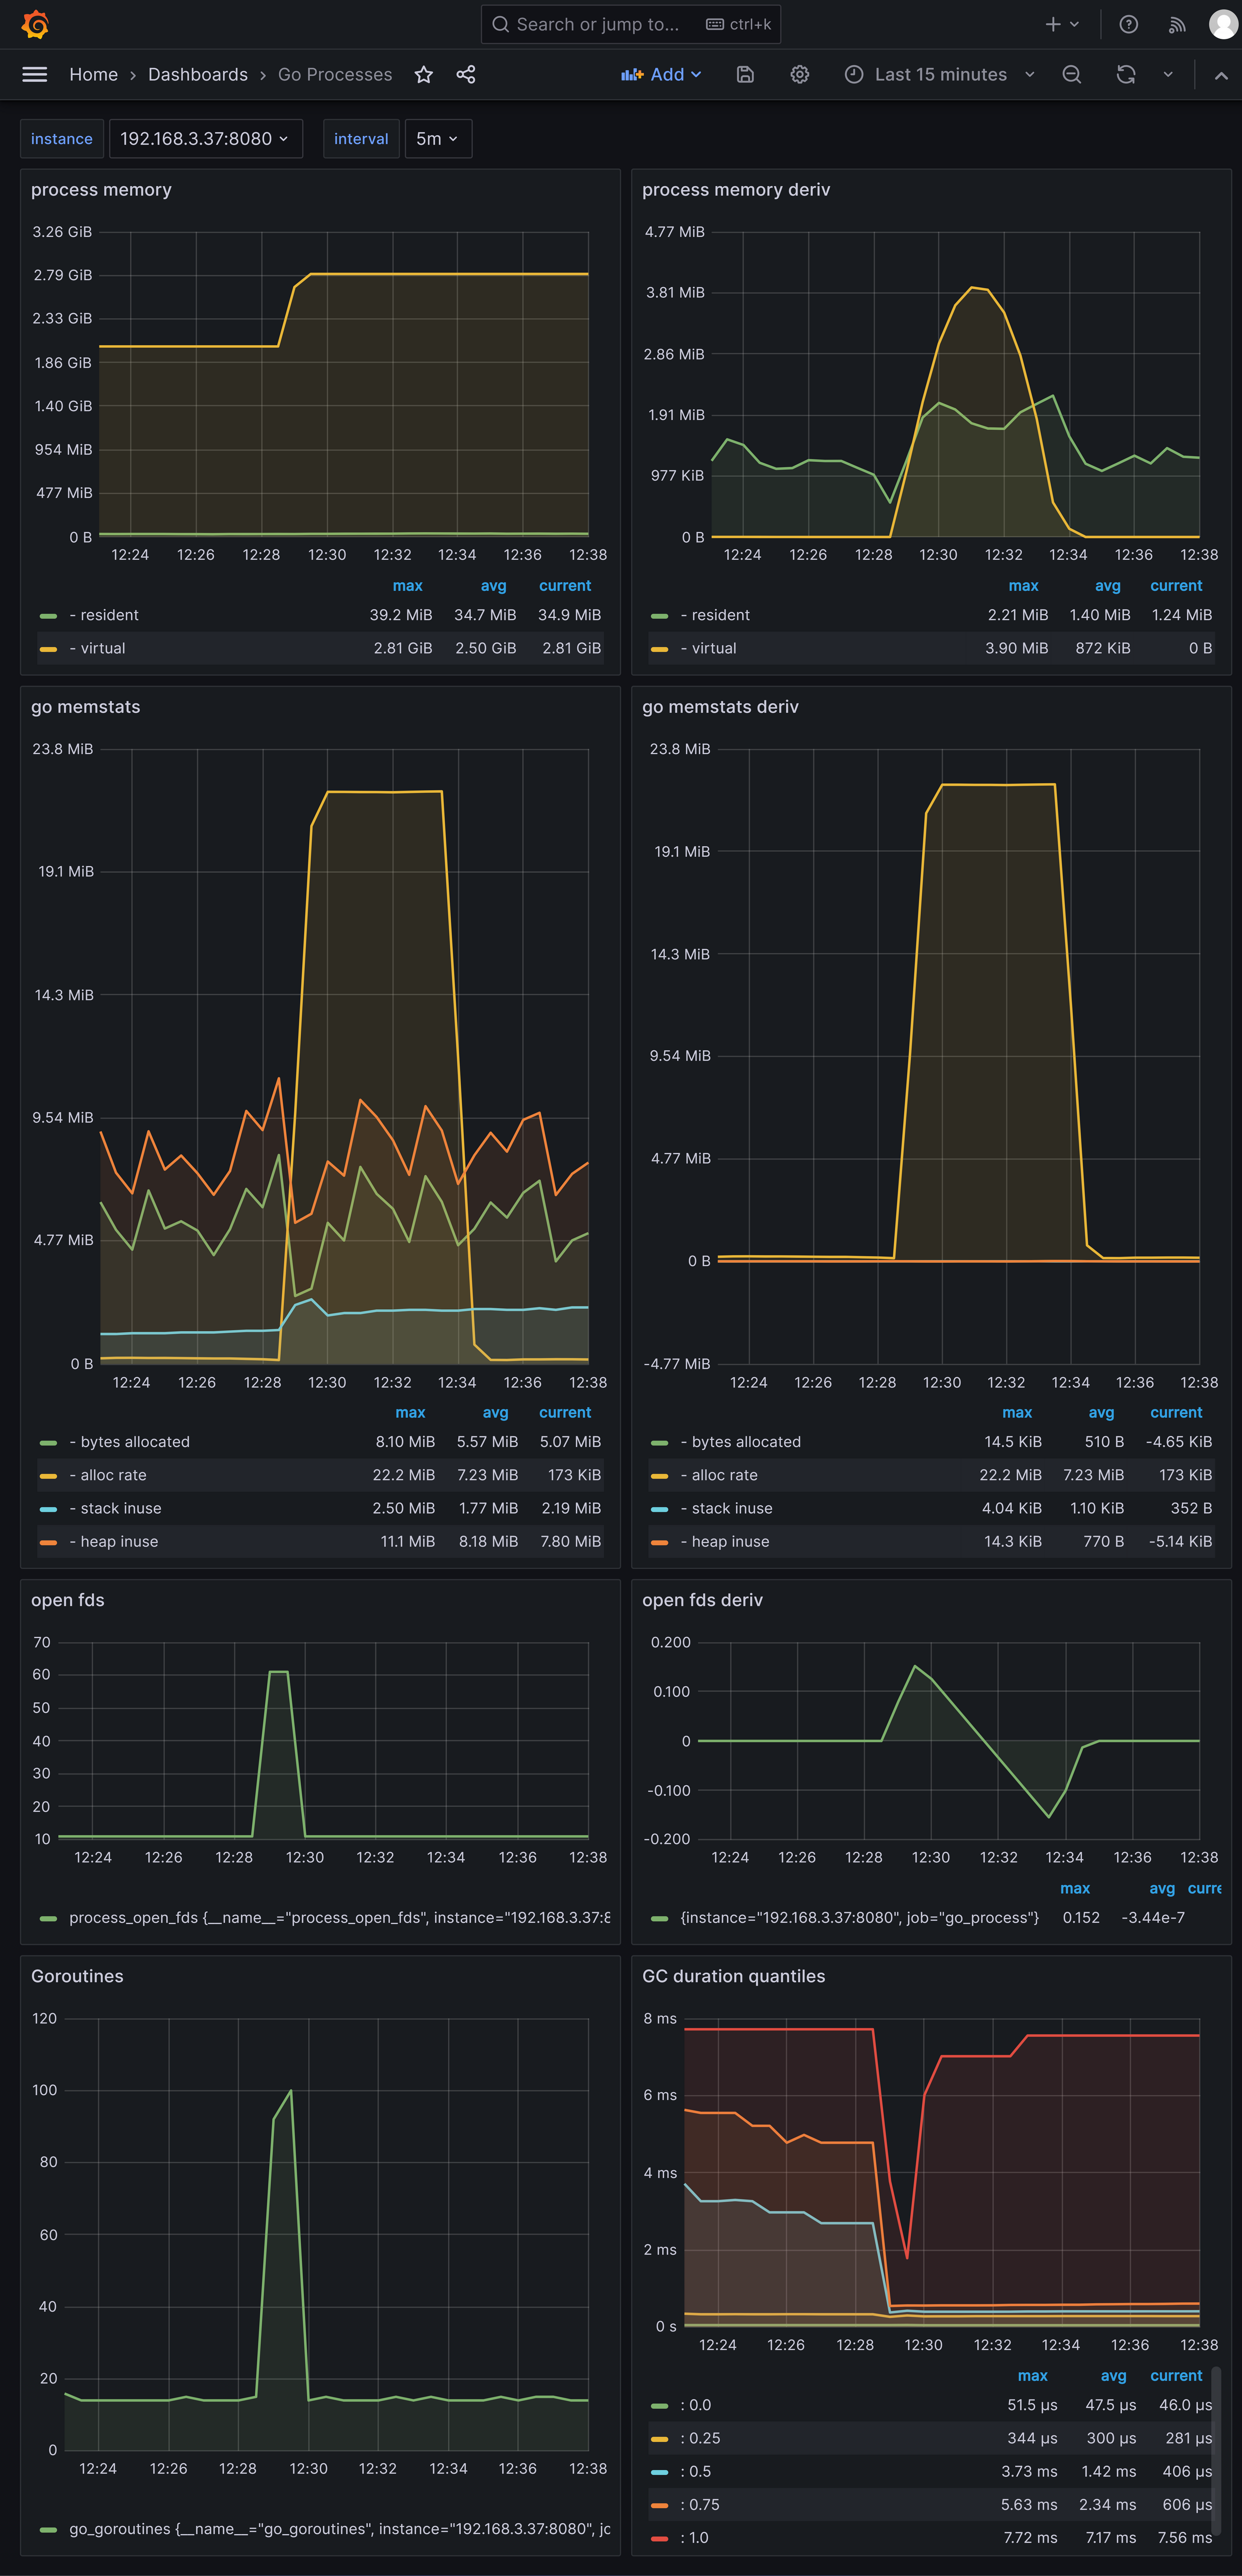 Search or jump to... ctrl+k
Home › Dashboards › Go Processes Add Last 15 minutes
instance 192.168.3.37:8080 interval 5m
process memory
3.26 GiB
2.79 GiB
2.33 GiB
1.86 GiB
1.40 GiB
954 MiB
477 MiB
0 B
12:24 12:26 12:28 12:30 12:32 12:34 12:36 12:38
max avg current
- resident 39.2 MiB 34.7 MiB 34.9 MiB
- virtual 2.81 GiB 2.50 GiB 2.81 GiB
process memory deriv
4.77 MiB
3.81 MiB
2.86 MiB
1.91 MiB
977 KiB
0 B
12:24 12:26 12:28 12:30 12:32 12:34 12:36 12:38
max avg current
- resident 2.21 MiB 1.40 MiB 1.24 MiB
- virtual 3.90 MiB 872 KiB 0 B
go memstats
23.8 MiB
19.1 MiB
14.3 MiB
9.54 MiB
4.77 MiB
0 B
12:24 12:26 12:28 12:30 12:32 12:34 12:36 12:38
max avg current
- bytes allocated 8.10 MiB 5.57 MiB 5.07 MiB
- alloc rate 22.2 MiB 7.23 MiB 173 KiB
- stack inuse 2.50 MiB 1.77 MiB 2.19 MiB
- heap inuse 11.1 MiB 8.18 MiB 7.80 MiB
go memstats deriv
23.8 MiB
19.1 MiB
14.3 MiB
9.54 MiB
4.77 MiB
0 B
-4.77 MiB
12:24 12:26 12:28 12:30 12:32 12:34 12:36 12:38
max avg current
- bytes allocated 14.5 KiB 510 B -4.65 KiB
- alloc rate 22.2 MiB 7.23 MiB 173 KiB
- stack inuse 4.04 KiB 1.10 KiB 352 B
- heap inuse 14.3 KiB 770 B -5.14 KiB
open fds
70
60
50
40
30
20
10
12:24 12:26 12:28 12:30 12:32 12:34 12:36 12:38
process_open_fds {__name__="process_open_fds", instance="192.168.3.37:8
open fds deriv
0.200
0.100
0
-0.100
-0.200
12:24 12:26 12:28 12:30 12:32 12:34 12:36 12:38
max avg curre
{instance="192.168.3.37:8080", job="go_process"} 0.152 -3.44e-7
Goroutines
120
100
80
60
40
20
0
12:24 12:26 12:28 12:30 12:32 12:34 12:36 12:38
go_goroutines {__name__="go_goroutines", instance="192.168.3.37:8080", jo
GC duration quantiles
8 ms
6 ms
4 ms
2 ms
0 s
12:24 12:26 12:28 12:30 12:32 12:34 12:36 12:38
max avg current
: 0.0 51.5 µs 47.5 µs 46.0 µs
: 0.25 344 µs 300 µs 281 µs
: 0.5 3.73 ms 1.42 ms 406 µs
: 0.75 5.63 ms 2.34 ms 606 µs
: 1.0 7.72 ms 7.17 ms 7.56 ms